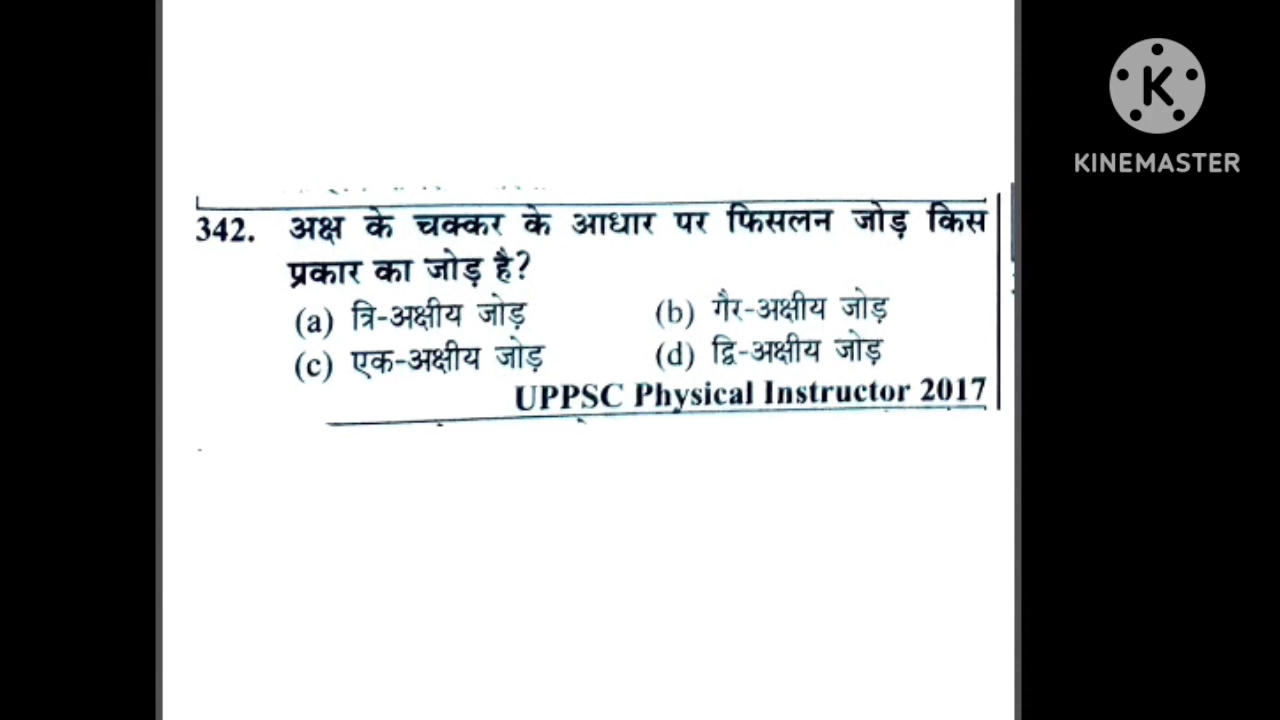 342. अक्ष के चक्कर के आधार पर फिसलन जोड़ किस
प्रकार का जोड़ है?
(a) त्रि-अक्षीय जोड़ (b) गैर-अक्षीय जोड़
(c) एक-अक्षीय जोड़ (d) द्वि-अक्षीय जोड़
UPPSC Physical Instructor 2017
K
KINEMASTER